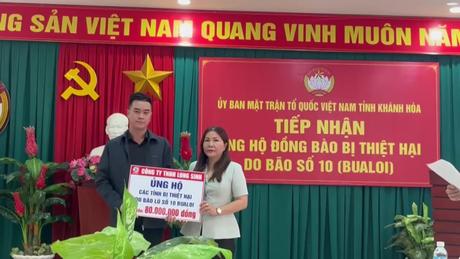 G SẢN VIỆT NAM QUANG VINH MUÔN NĂM
ỦY BAN MẶT TRẬN TỔ QUỐC VIỆT NAM TỈNH KHÁNH HÒA
TIẾP NHẬN
NG HỘ ĐỒNG BÀO BỊ THIỆT HẠI
DO BÃO SỐ 10 (BUALOI)
CÔNG TY TNHH LONG SINH
ỦNG HỘ
CÁC TỈNH BỊ THIỆT HẠI
DO BÃO LŨ SỐ 10 BUALOI
80.000.000 đồng